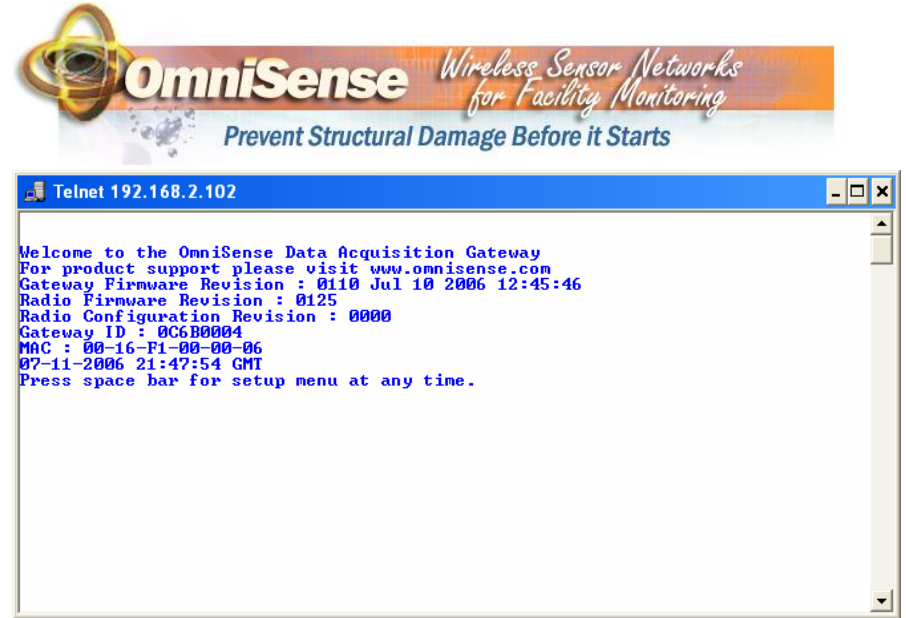 OmniSense
Wireless Sensor Networks
for Facility Monitoring
Prevent Structural Damage Before it Starts
Telnet 192.168.2.102
Welcome to the OmniSense Data Acquisition Gateway
For product support please visit www.omnisense.com
Gateway Firmware Revision : 0110 Jul 10 2006 12:45:46
Radio Firmware Revision : 0125
Radio Configuration Revision : 0000
Gateway ID : 0C6B0004
MAC : 00-16-F1-00-00-06
07-11-2006 21:47:54 GMT
Press space bar for setup menu at any time.